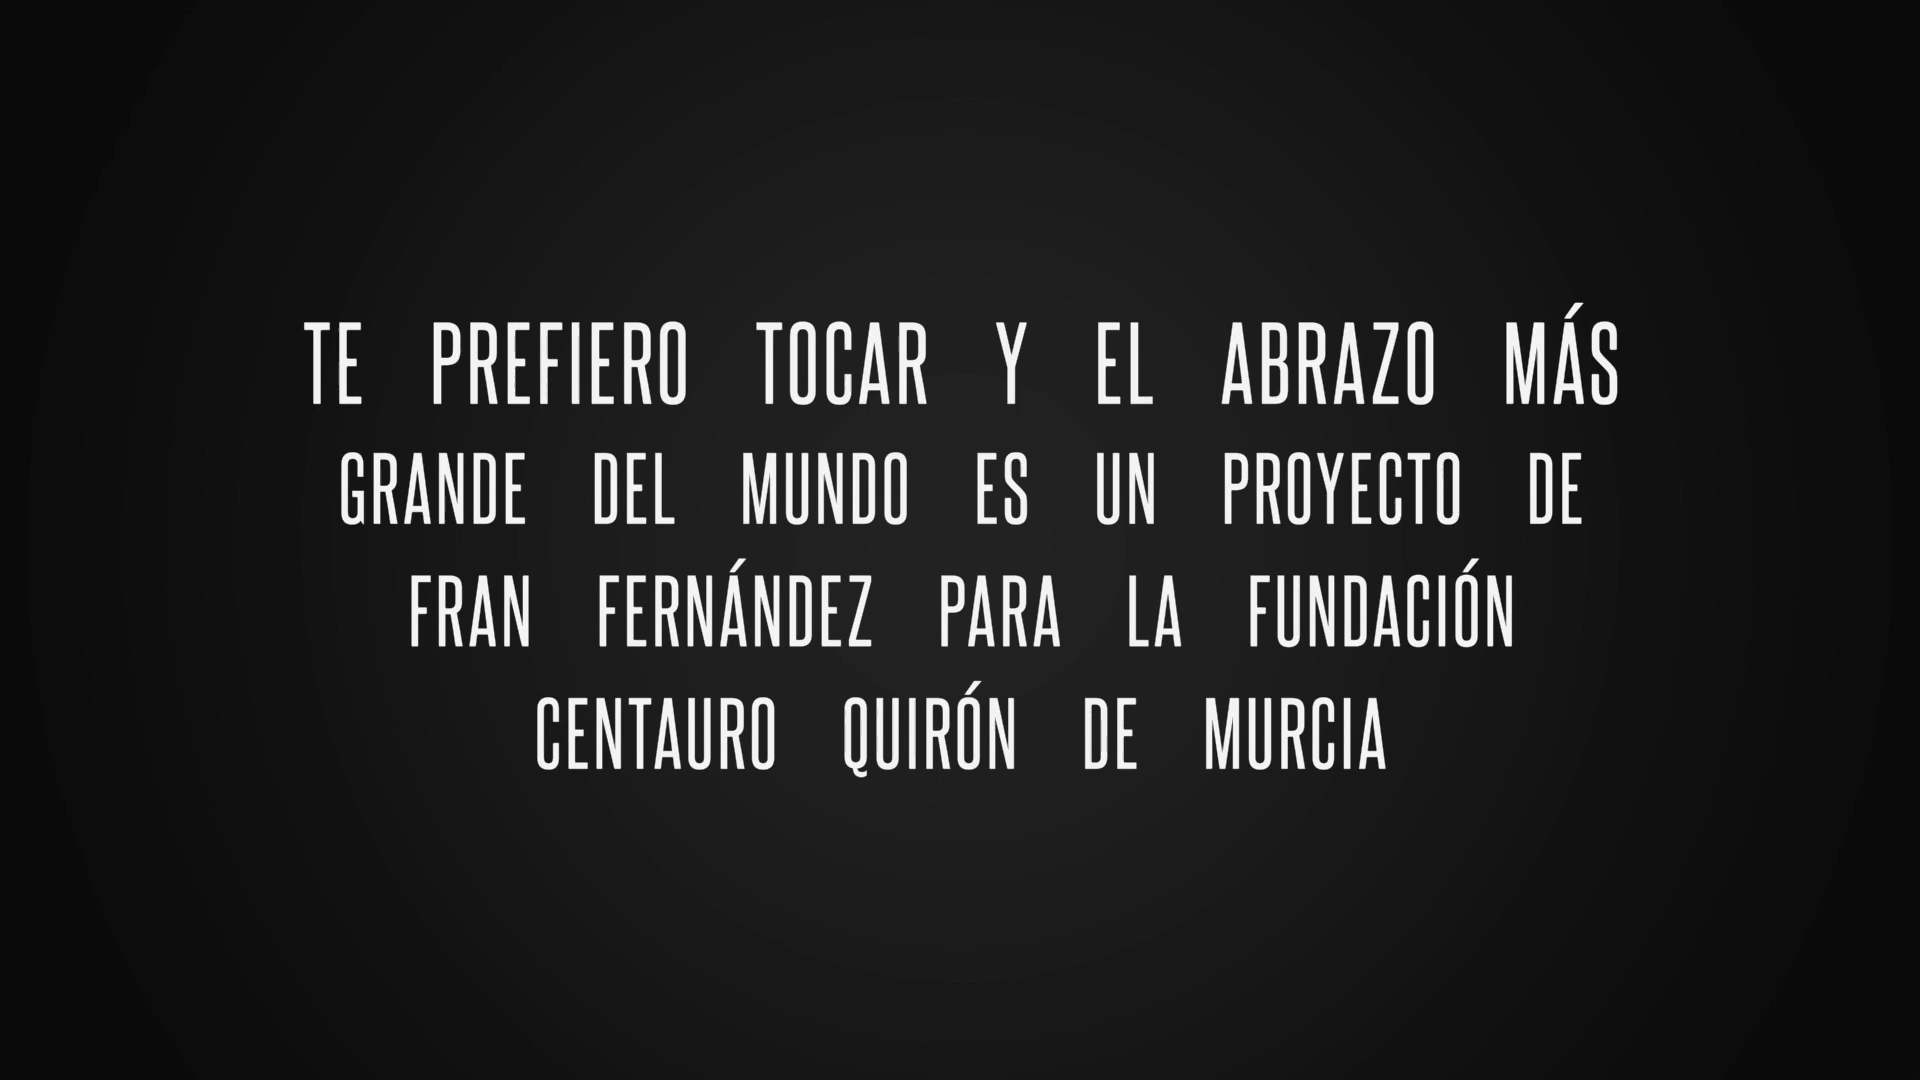 TE PREFIERO TOCAR Y EL ABRAZO MÁS
GRANDE DEL MUNDO ES UN PROYECTO DE
FRAN FERNÁNDEZ PARA LA FUNDACIÓN
CENTAURO QUIRÓN DE MURCIA